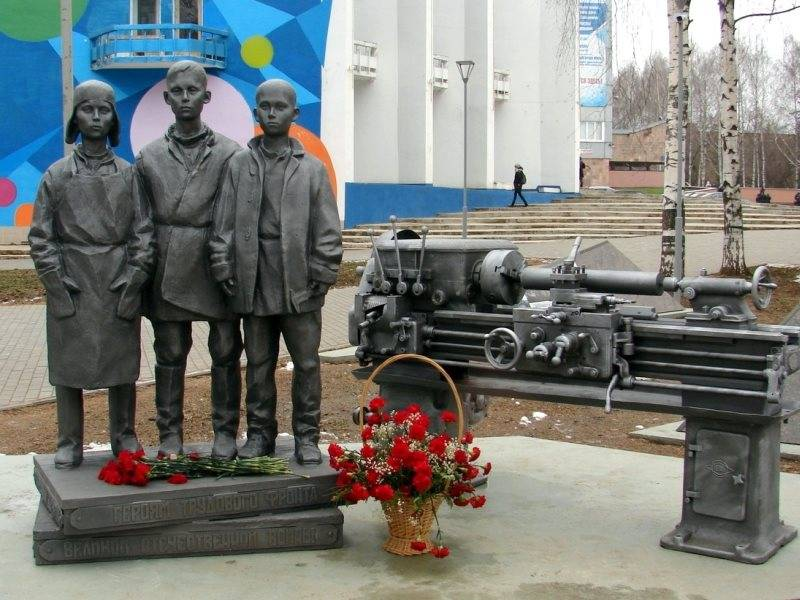 ГЕРОЯМ ТРУДОВОГО ФРОНТА
ВЕЛИКОЙ ОТЕЧЕСТВЕННОЙ ВОЙНЫ